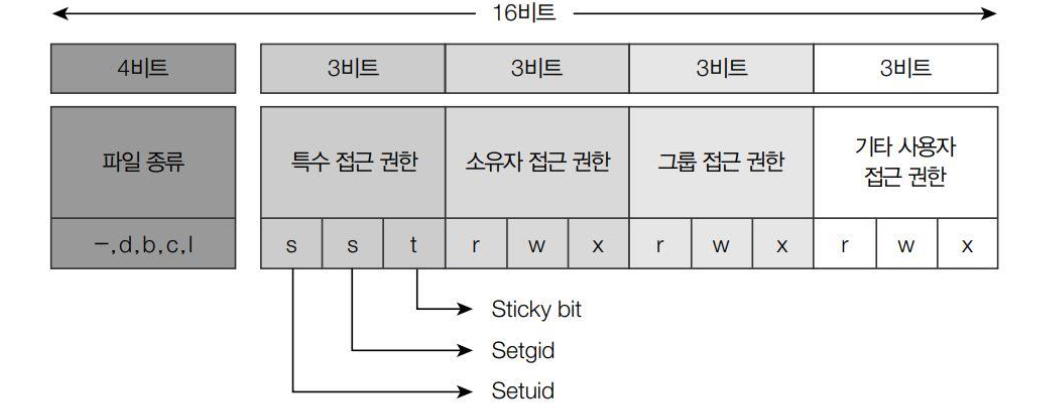 16비트
4비트 3비트 3비트 3비트 3비트
파일 종류 특수 접근 권한 소유자 접근 권한 그룹 접근 권한 기타 사용자
접근 권한
–,d,b,c,l s s t r w x r w x r w x
Sticky bit
Setgid
Setuid